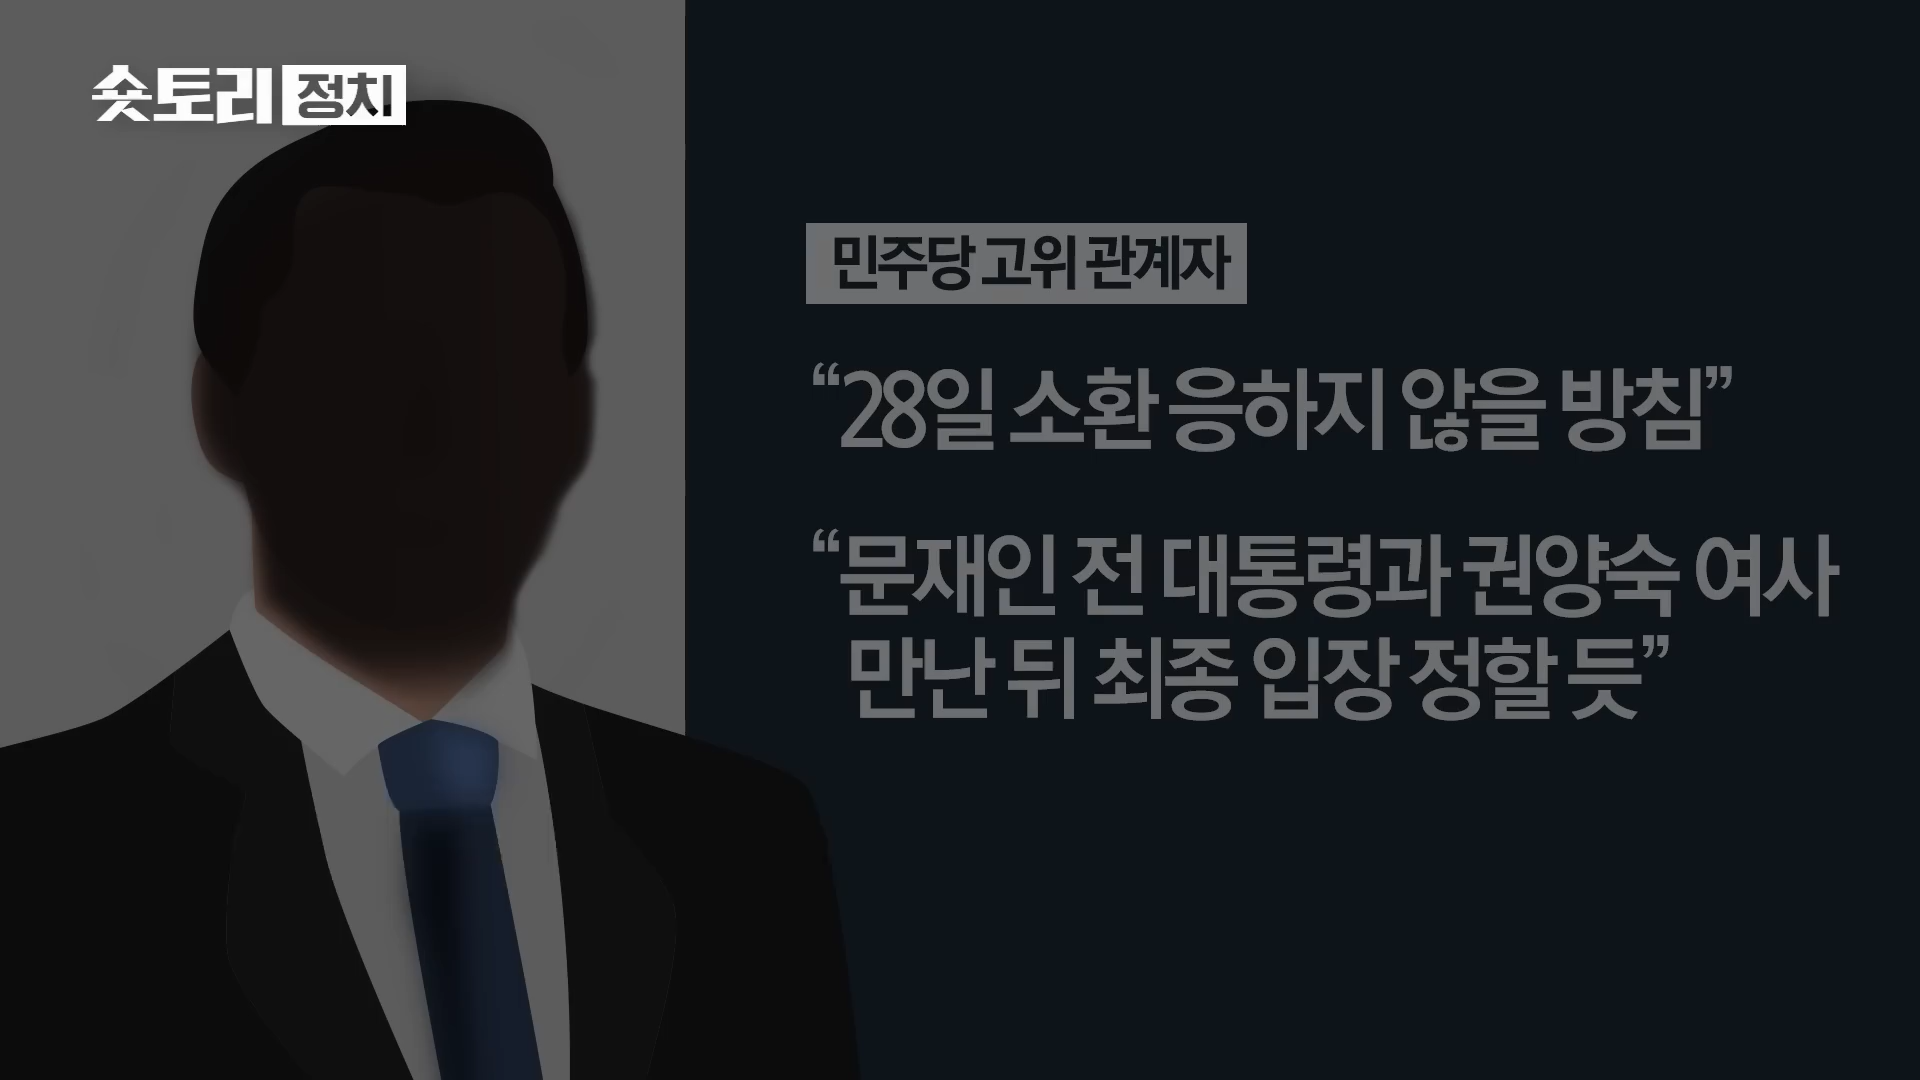 숏토리 정치
민주당 고위 관계자
“28일 소환 응하지 않을 방침”
“문재인 전 대통령과 권양숙 여사
만난 뒤 최종 입장 정할 듯”